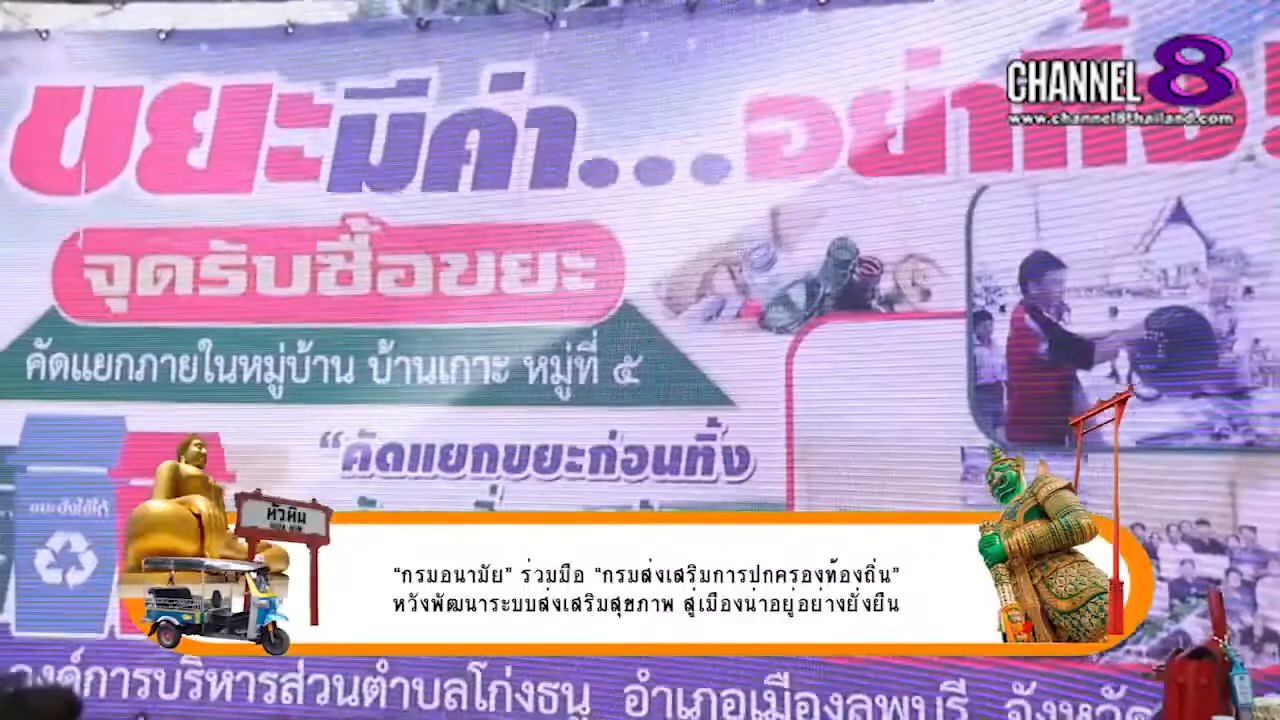 CHANNEL 8
www.channel8thailand.com
ขยะมีค่า...อย่าทิ้ง!
จุดรับซื้อขยะ
คัดแยกภายในหมู่บ้าน บ้านเกาะ หมู่ที่ ๕
“คัดแยกขยะก่อนทิ้ง
หัวหิน
HUA HIN
“กรมอนามัย” ร่วมมือ “กรมส่งเสริมการปกครองท้องถิ่น”
หวังพัฒนาระบบส่งเสริมสุขภาพ สู่เมืองน่าอยู่อย่างยั่งยืน
องค์การบริหารส่วนตำบลโก่งธนู อำเภอเมืองลพบุรี จังหวัด